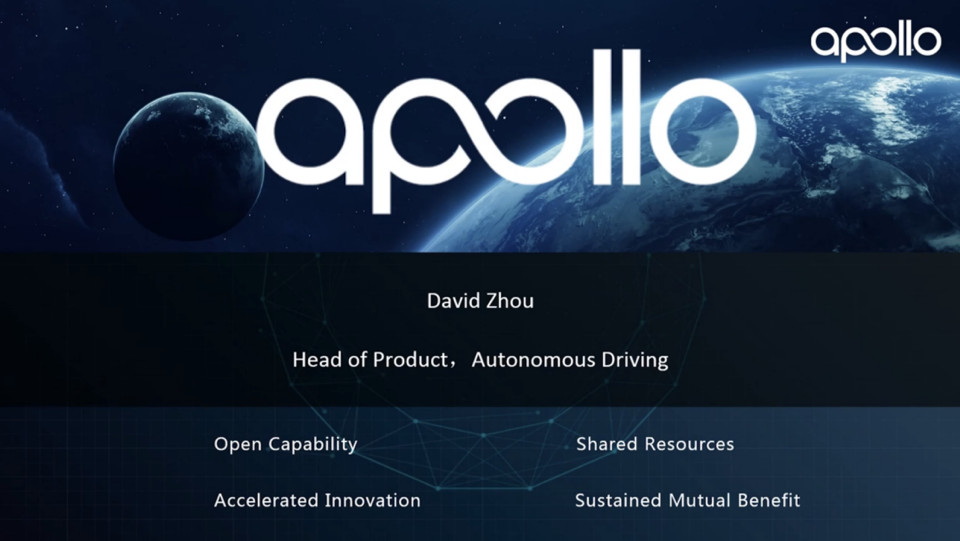 apollo
apollo
David Zhou
Head of Product，Autonomous Driving
Open Capability
Shared Resources
Accelerated Innovation
Sustained Mutual Benefit